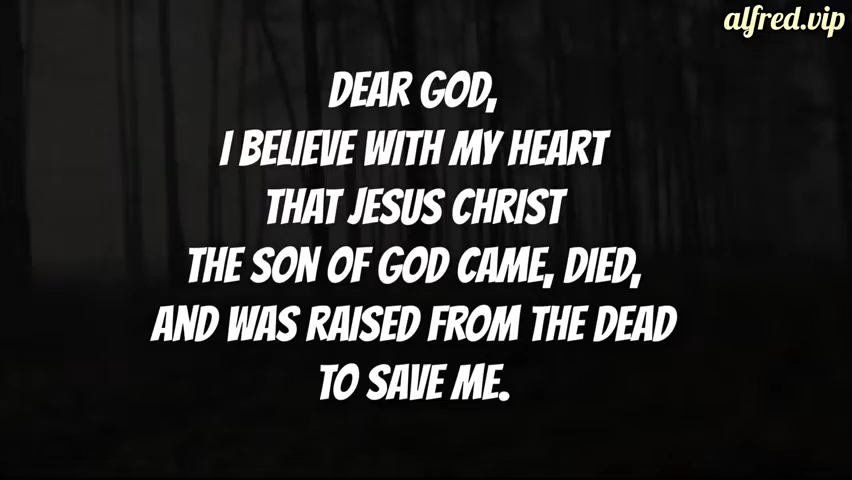 alfred.vip
DEAR GOD,
I BELIEVE WITH MY HEART
THAT JESUS CHRIST
THE SON OF GOD CAME, DIED,
AND WAS RAISED FROM THE DEAD
TO SAVE ME.